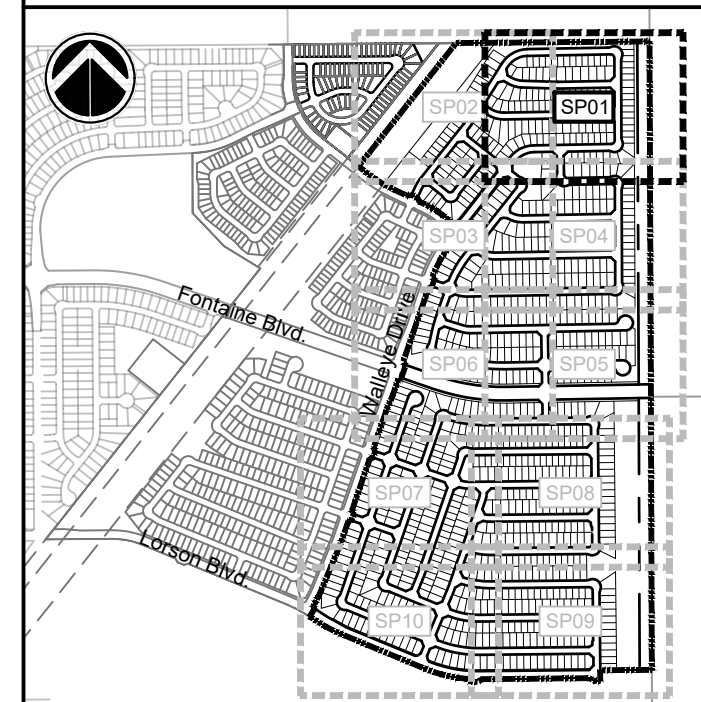 SP02 SP01
SP03 SP04
Fontaine Blvd.
Walleye Drive
SP06 SP05
SP07 SP08
Lorson Blvd.
SP10 SP09